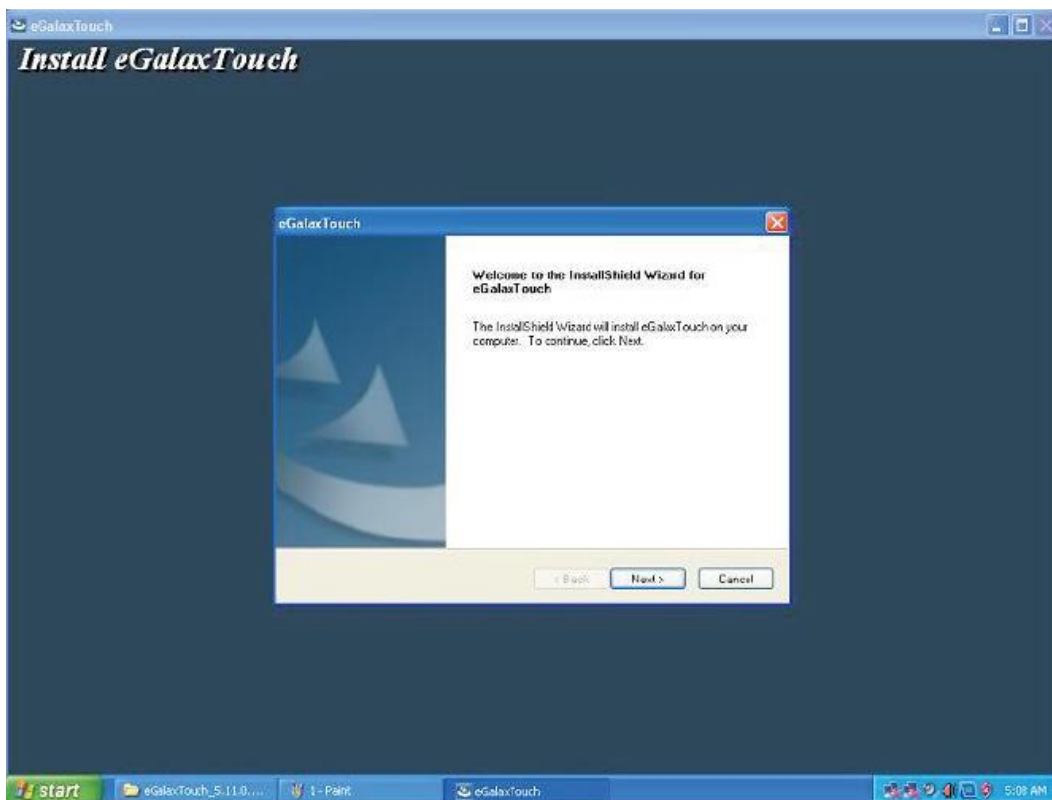 eGalaxTouch
Install eGalaxTouch
eGalaxTouch
Welcome to the InstallShield Wizard for
eGalaxTouch
The InstallShield Wizard will install eGalaxTouch on your
computer. To continue, click Next.
< Back
Next >
Cancel
start
eGalaxTouch_5.11.0....
1 - Paint
eGalaxTouch
5:08 AM